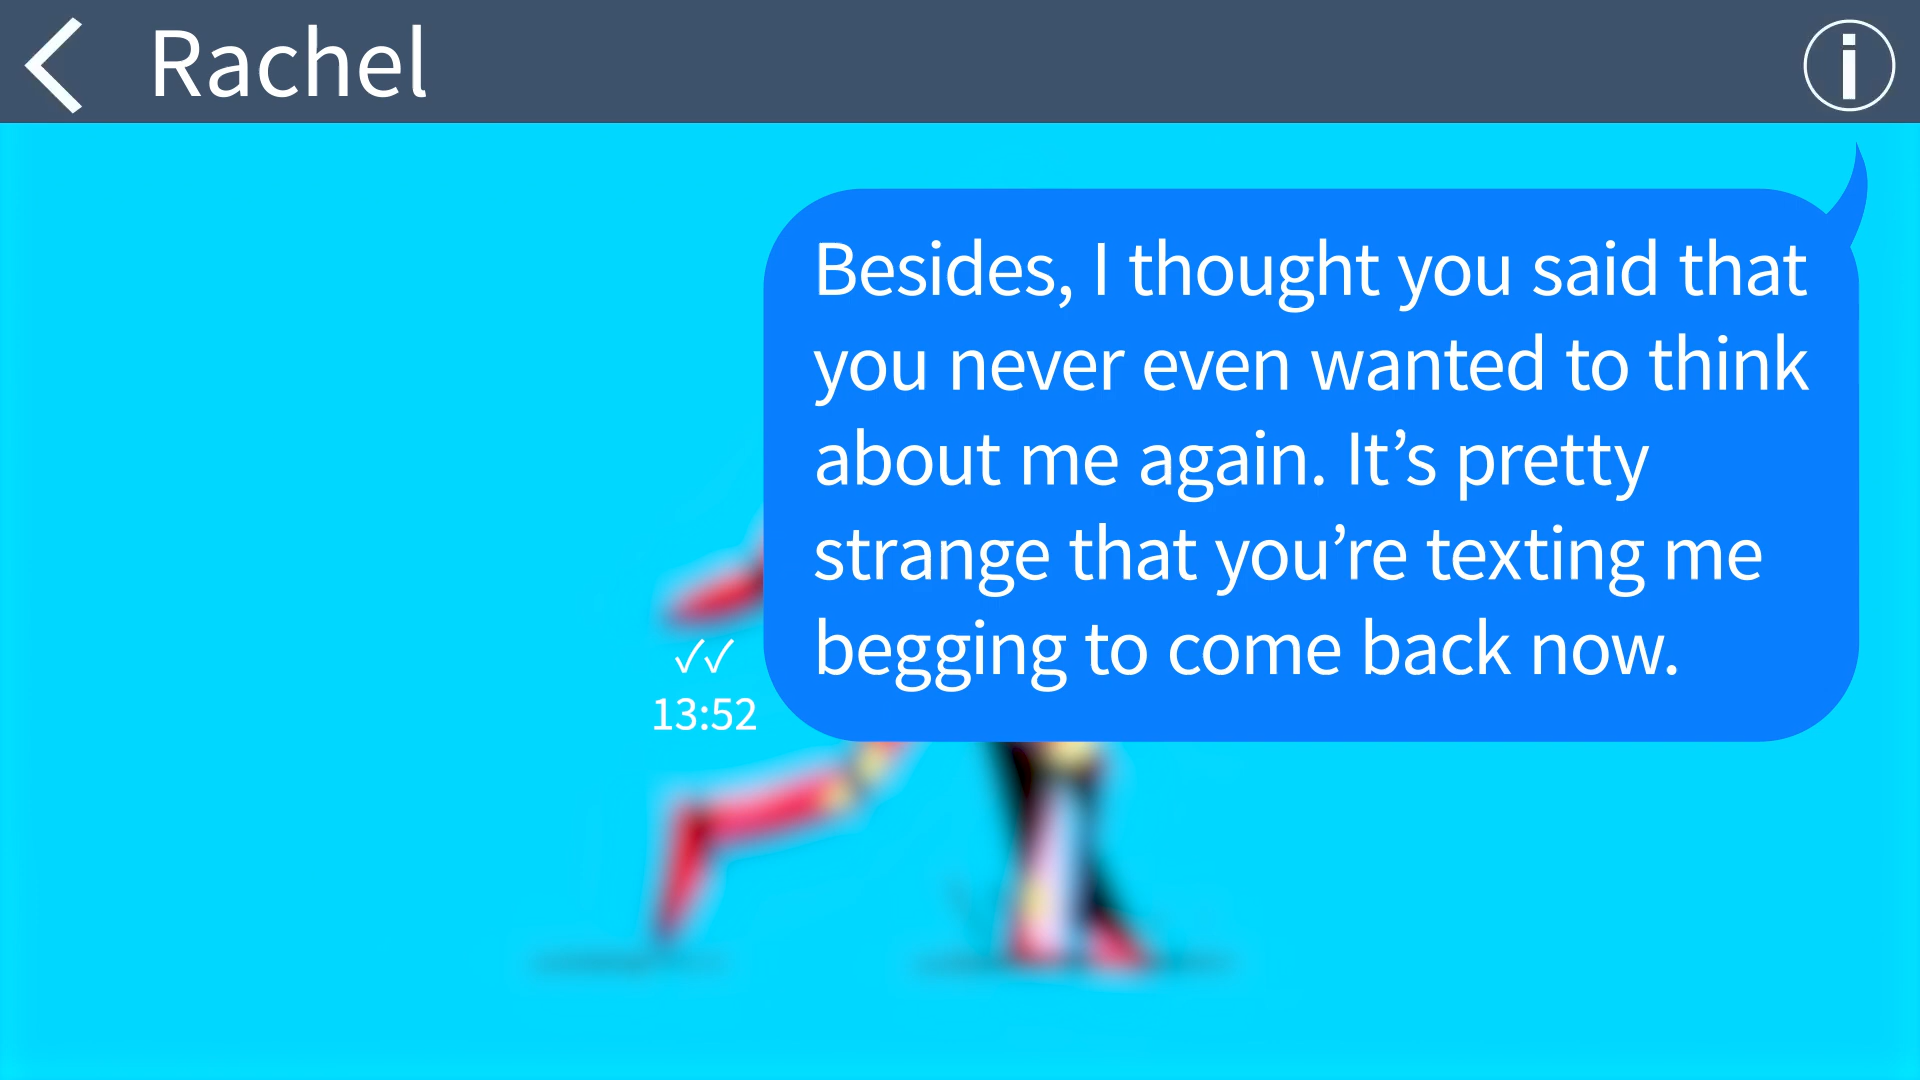 Rachel
Besides, I thought you said that
you never even wanted to think
about me again. It’s pretty
strange that you’re texting me
begging to come back now.
✓✓
13:52